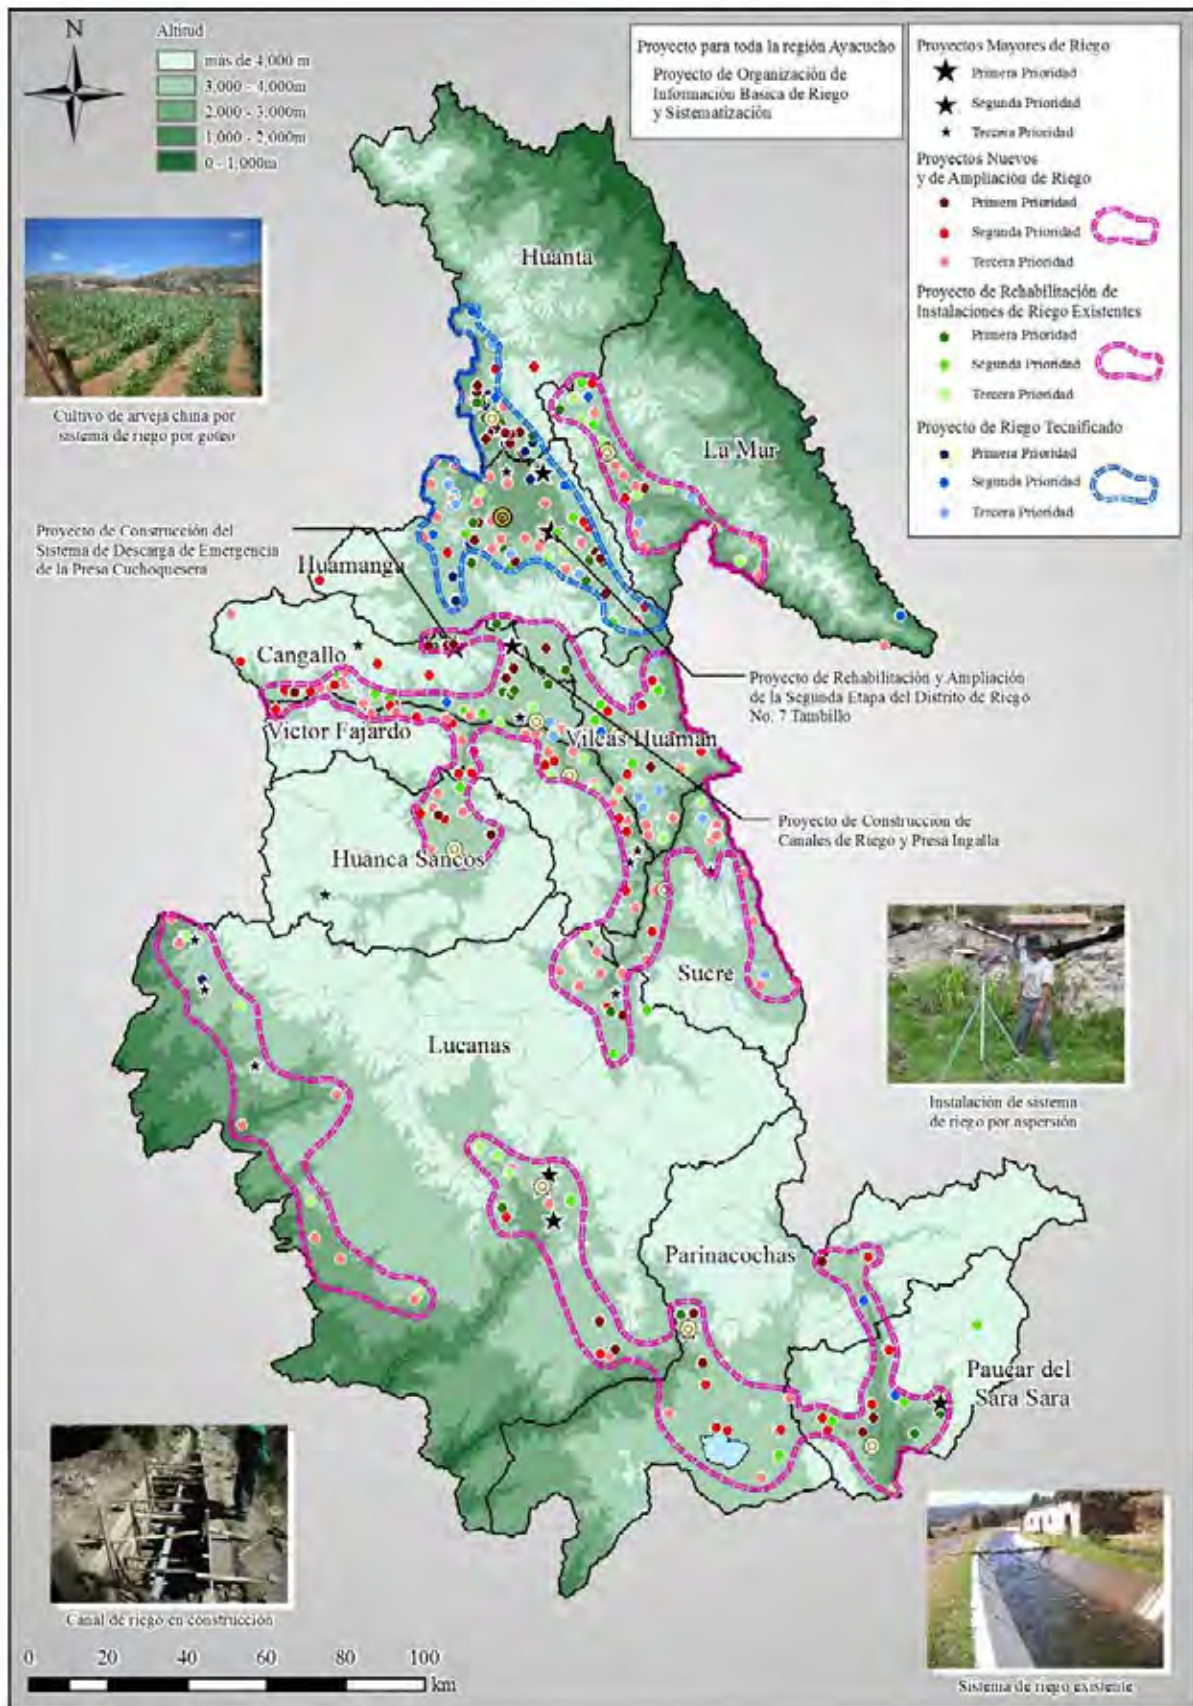 N
Altitud
más de 4,000 m
3,000 - 4,000m
2,000 - 3,000m
1,000 - 2,000m
0 - 1,000m
Proyecto para toda la región Ayacucho
Proyecto de Organización de
Información Basica de Riego
y Sistematización
Proyectos Mayores de Riego
Primera Prioridad
Segunda Prioridad
Tercera Prioridad
Proyectos Nuevos
y de Ampliación de Riego
Primera Prioridad
Segunda Prioridad
Tercera Prioridad
Proyecto de Rehabilitación de
Instalaciones de Riego Existentes
Primera Prioridad
Segunda Prioridad
Tercera Prioridad
Proyecto de Riego Tecnificado
Primera Prioridad
Segunda Prioridad
Tercera Prioridad
Cultivo de arveja china por
sistema de riego por goteo
Huanta
La Mar
Proyecto de Construcción del
Sistema de Descarga de Emergencia
de la Presa Cuchoquesera
Huamanga
Cangallo
Proyecto de Rehabilitación y Ampliación
de la Segunda Etapa del Distrito de Riego
No. 7 Tambillo
Victor Fajardo
Vilcas Huaman
Proyecto de Construcción de
Canales de Riego y Presa Ingalla
Huanca Sancos
Sucre
Lucanas
Instalación de sistema
de riego por aspersión
Parinacochas
Paucar del
Sara Sara
Canal de riego en construcción
Sistema de riego existente
0 20 40 60 80 100
km